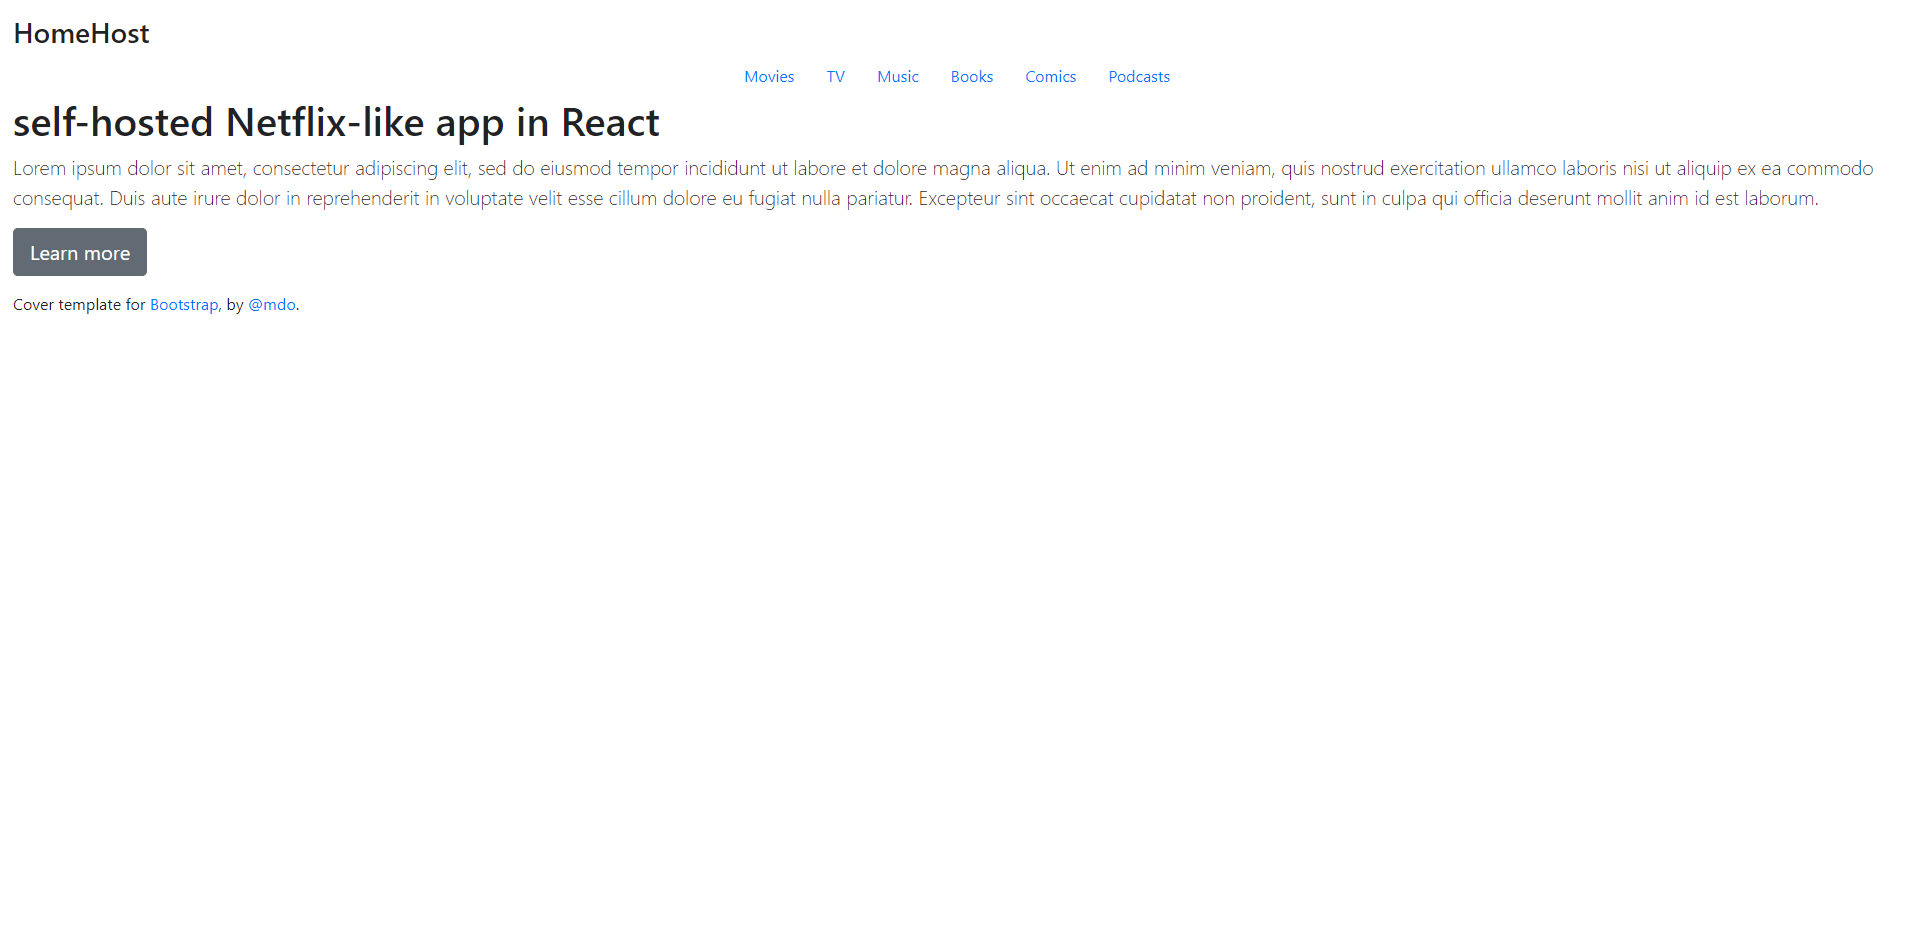 HomeHost
Movies TV Music Books Comics Podcasts
self-hosted Netflix-like app in React
Lorem ipsum dolor sit amet, consectetur adipiscing elit, sed do eiusmod tempor incididunt ut labore et dolore magna aliqua. Ut enim ad minim veniam, quis nostrud exercitation ullamco laboris nisi ut aliquip ex ea commodo
consequat. Duis aute irure dolor in reprehenderit in voluptate velit esse cillum dolore eu fugiat nulla pariatur. Excepteur sint occaecat cupidatat non proident, sunt in culpa qui officia deserunt mollit anim id est laborum.
Learn more
Cover template for Bootstrap, by @mdo.